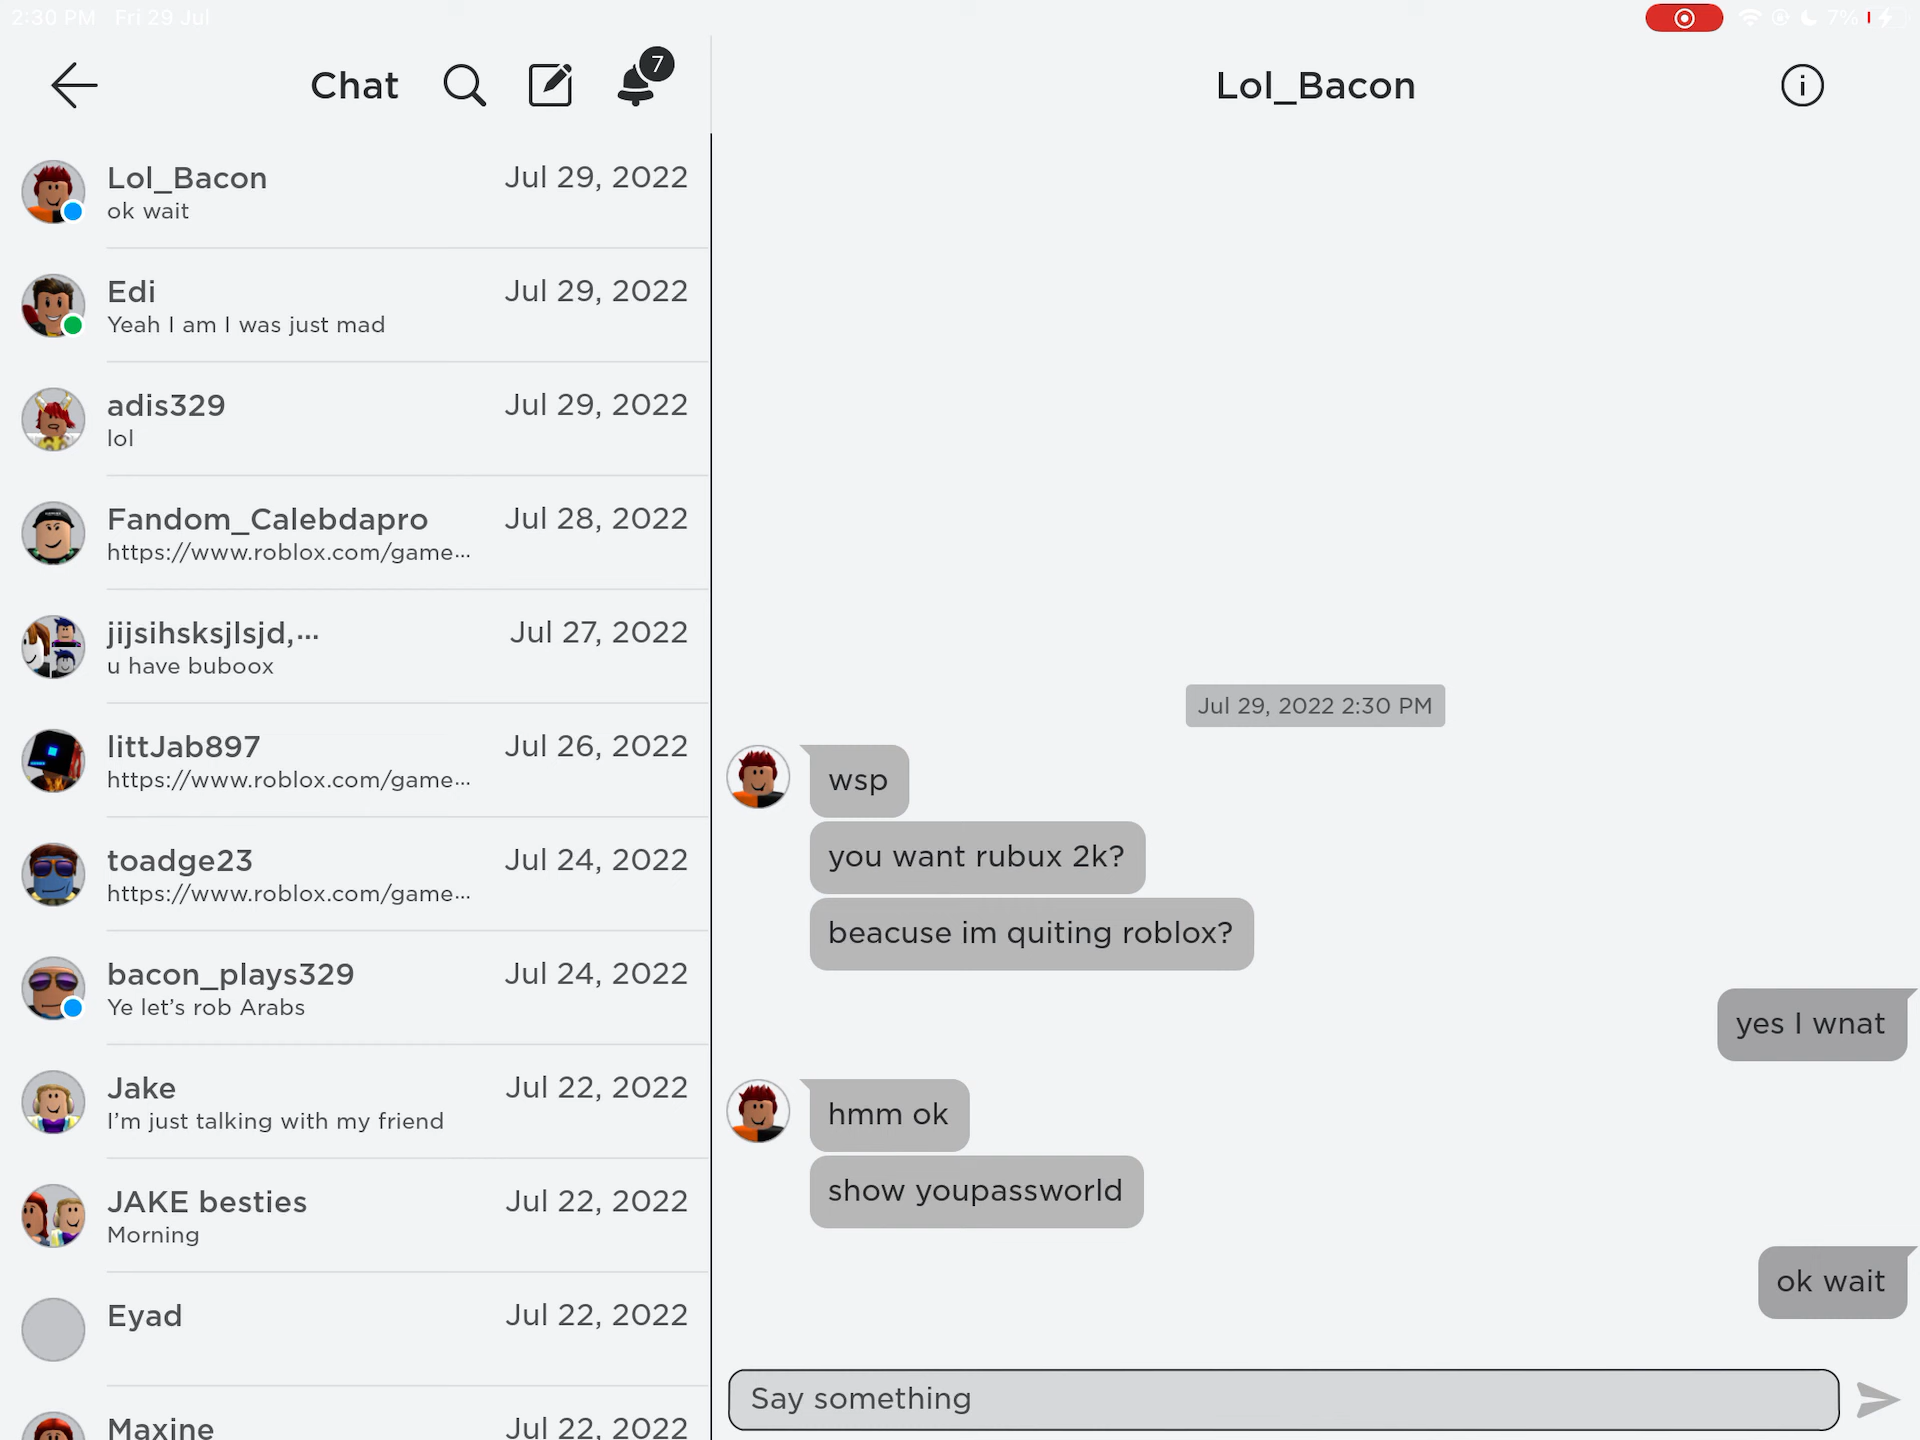 2:30 PM Fri 29 Jul
7%
Chat
7
Lol_Bacon
Lol_Bacon Jul 29, 2022
ok wait
Edi Jul 29, 2022
Yeah I am I was just mad
adis329 Jul 29, 2022
lol
Fandom_Calebdapro Jul 28, 2022
https://www.roblox.com/game...
jijsihsksjlsjd,... Jul 27, 2022
u have buboox
littJab897 Jul 26, 2022
https://www.roblox.com/game...
toadge23 Jul 24, 2022
https://www.roblox.com/game...
bacon_plays329 Jul 24, 2022
Ye let’s rob Arabs
Jake Jul 22, 2022
I’m just talking with my friend
JAKE besties Jul 22, 2022
Morning
Eyad Jul 22, 2022
Maxine Jul 22, 2022
Jul 29, 2022 2:30 PM
wsp
you want rubux 2k?
beacuse im quiting roblox?
yes I wnat
hmm ok
show youpassworld
ok wait
Say something